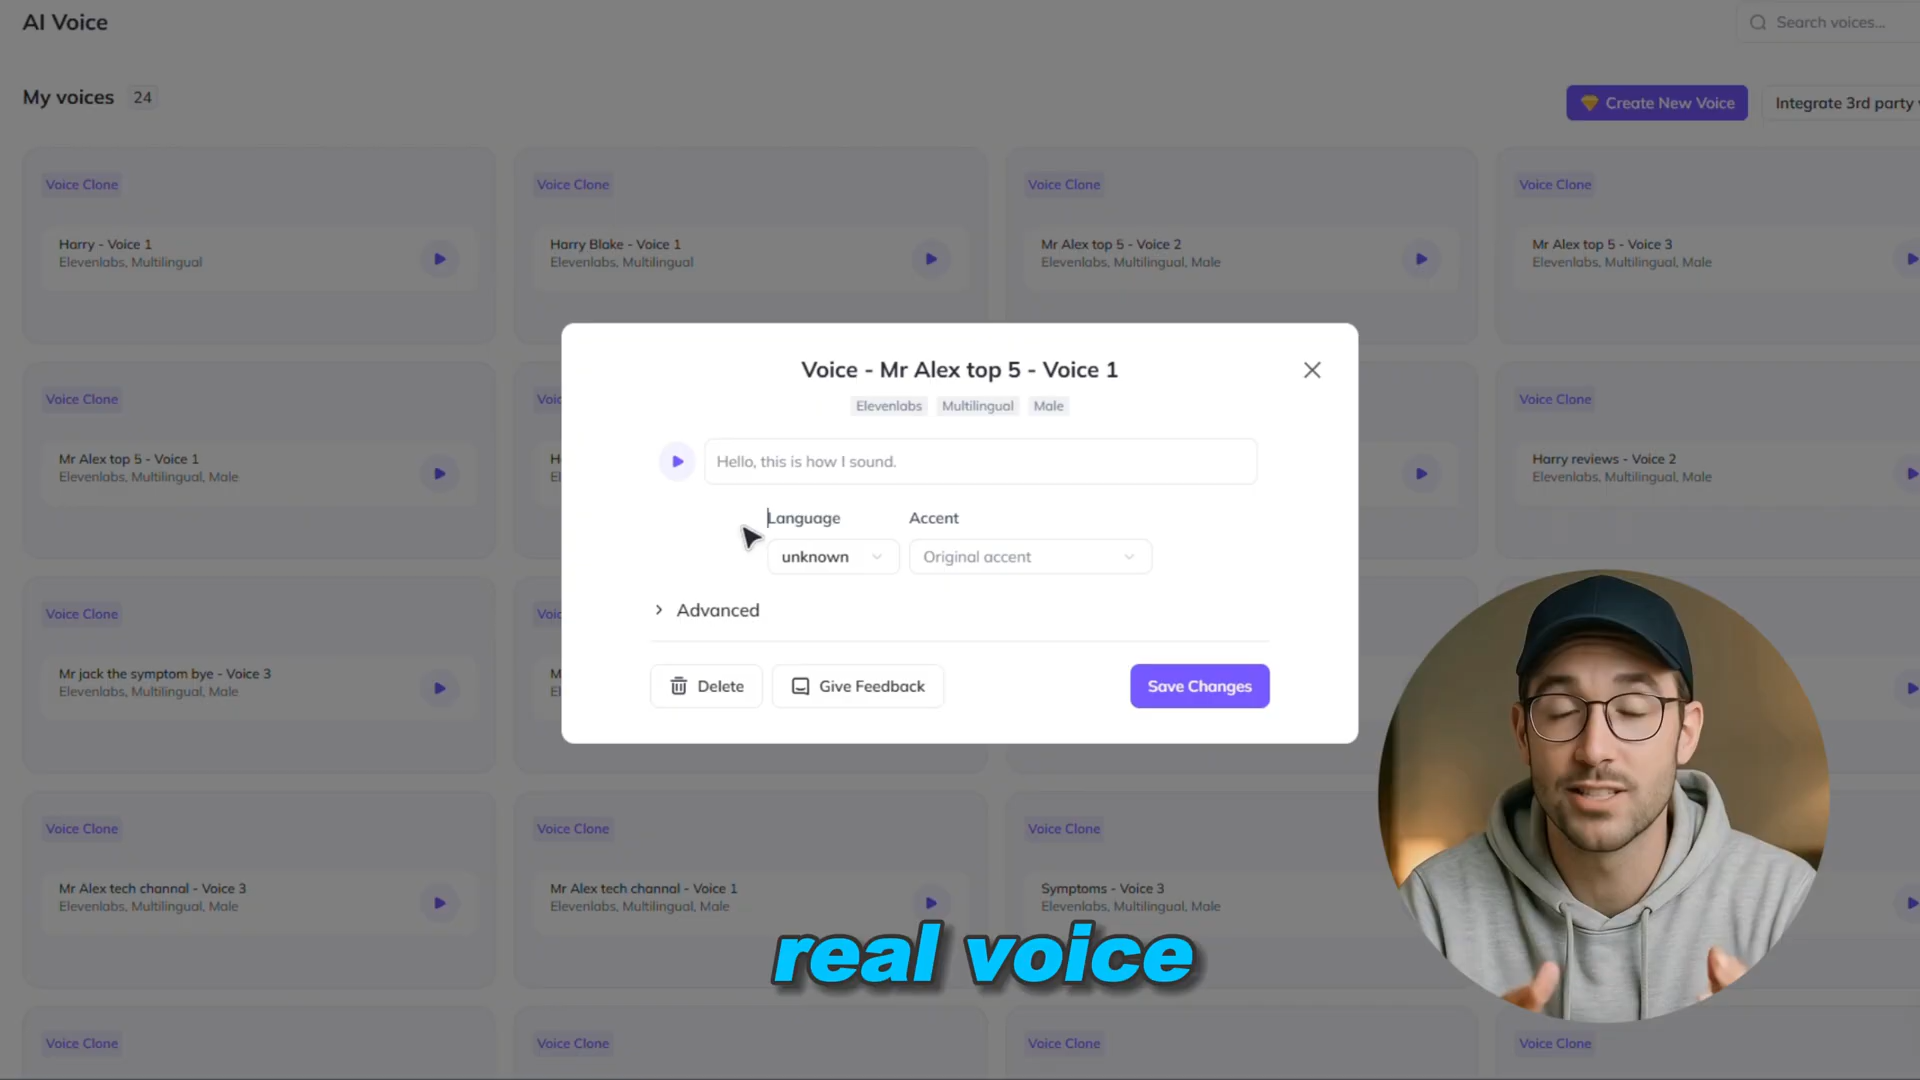 AI Voice
Search voices...
My voices 24
Create New Voice
Integrate 3rd party
Voice Clone
Voice Clone
Voice Clone
Voice Clone
Harry - Voice 1
Elevenlabs, Multilingual
Harry Blake - Voice 1
Elevenlabs, Multilingual
Mr Alex top 5 - Voice 2
Elevenlabs, Multilingual, Male
Mr Alex top 5 - Voice 3
Elevenlabs, Multilingual, Male
Voice - Mr Alex top 5 - Voice 1
Elevenlabs Multilingual Male
Hello, this is how I sound.
Language Accent
unknown Original accent
Advanced
Delete Give Feedback Save Changes
Voice Clone
Voice Clone
Mr Alex top 5 - Voice 1
Elevenlabs, Multilingual, Male
Harry reviews - Voice 2
Elevenlabs, Multilingual, Male
Voice Clone
Mr jack the symptom bye - Voice 3
Elevenlabs, Multilingual, Male
Voice Clone
Voice Clone
Voice Clone
Mr Alex tech channal - Voice 3
Elevenlabs, Multilingual, Male
Mr Alex tech channal - Voice 1
Elevenlabs, Multilingual, Male
Symptoms - Voice 3
Elevenlabs, Multilingual, Male
real voice
Voice Clone
Voice Clone
Voice Clone
Voice Clone